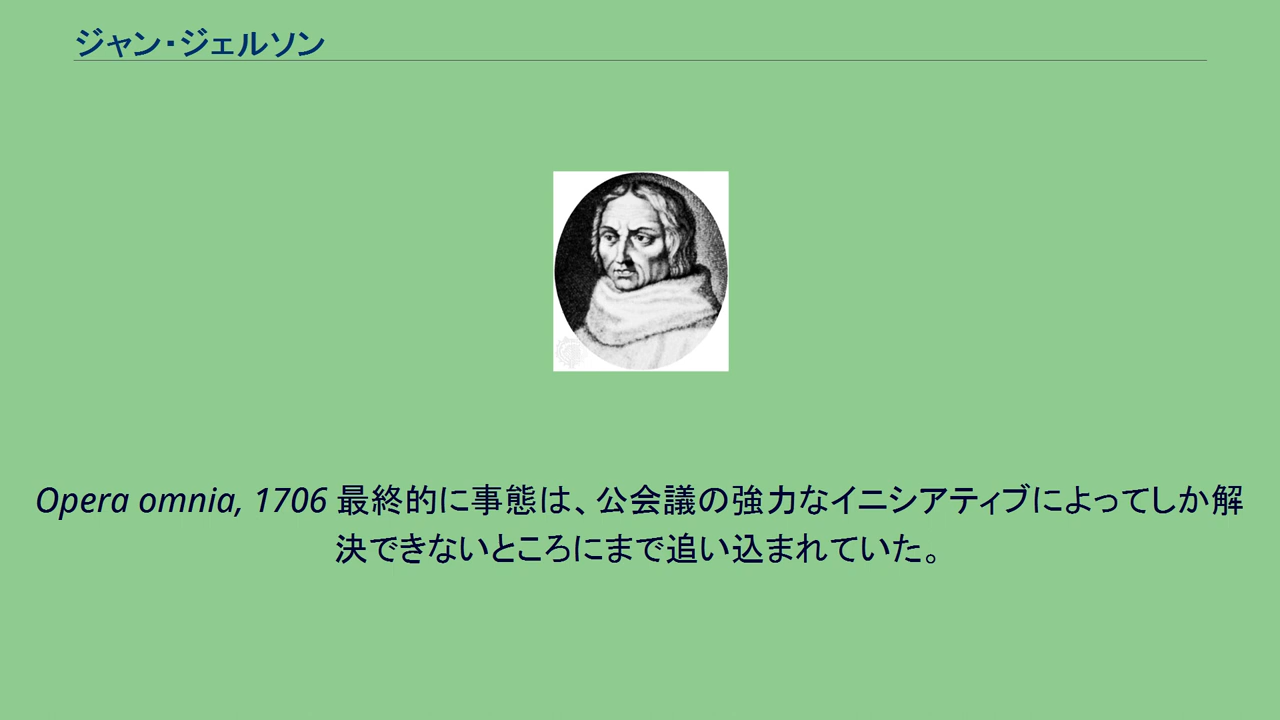 ジャン・ジェルソン
Opera omnia, 1706 最終的に事態は、公会議の強力なイニシアティブによってしか解
決できないところにまで追い込まれていた。